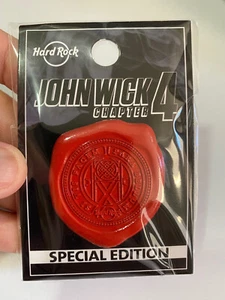 Hard Rock
JOHN WICK
CHAPTER 4
SPECIAL EDITION